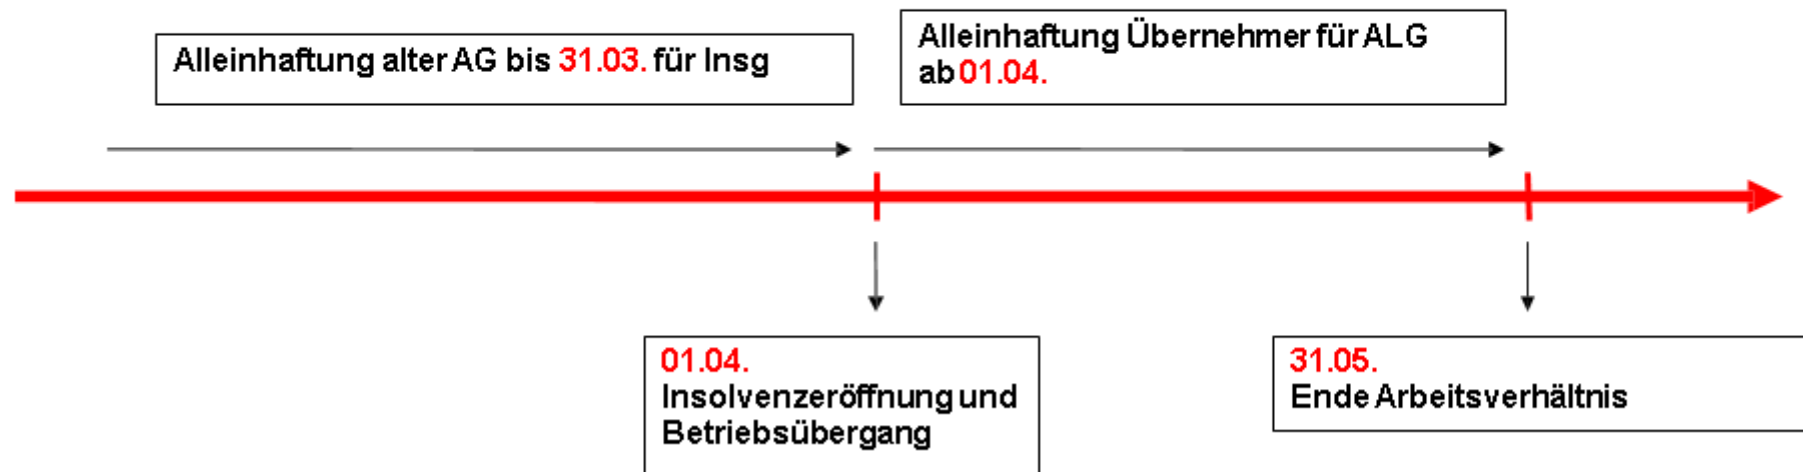 Alleinhaftung alter AG bis 31.03. für Insg
Alleinhaftung Übernehmer für ALG
ab 01.04.
01.04.
Insolvenzeröffnung und
Betriebsübergang
31.05.
Ende Arbeitsverhältnis